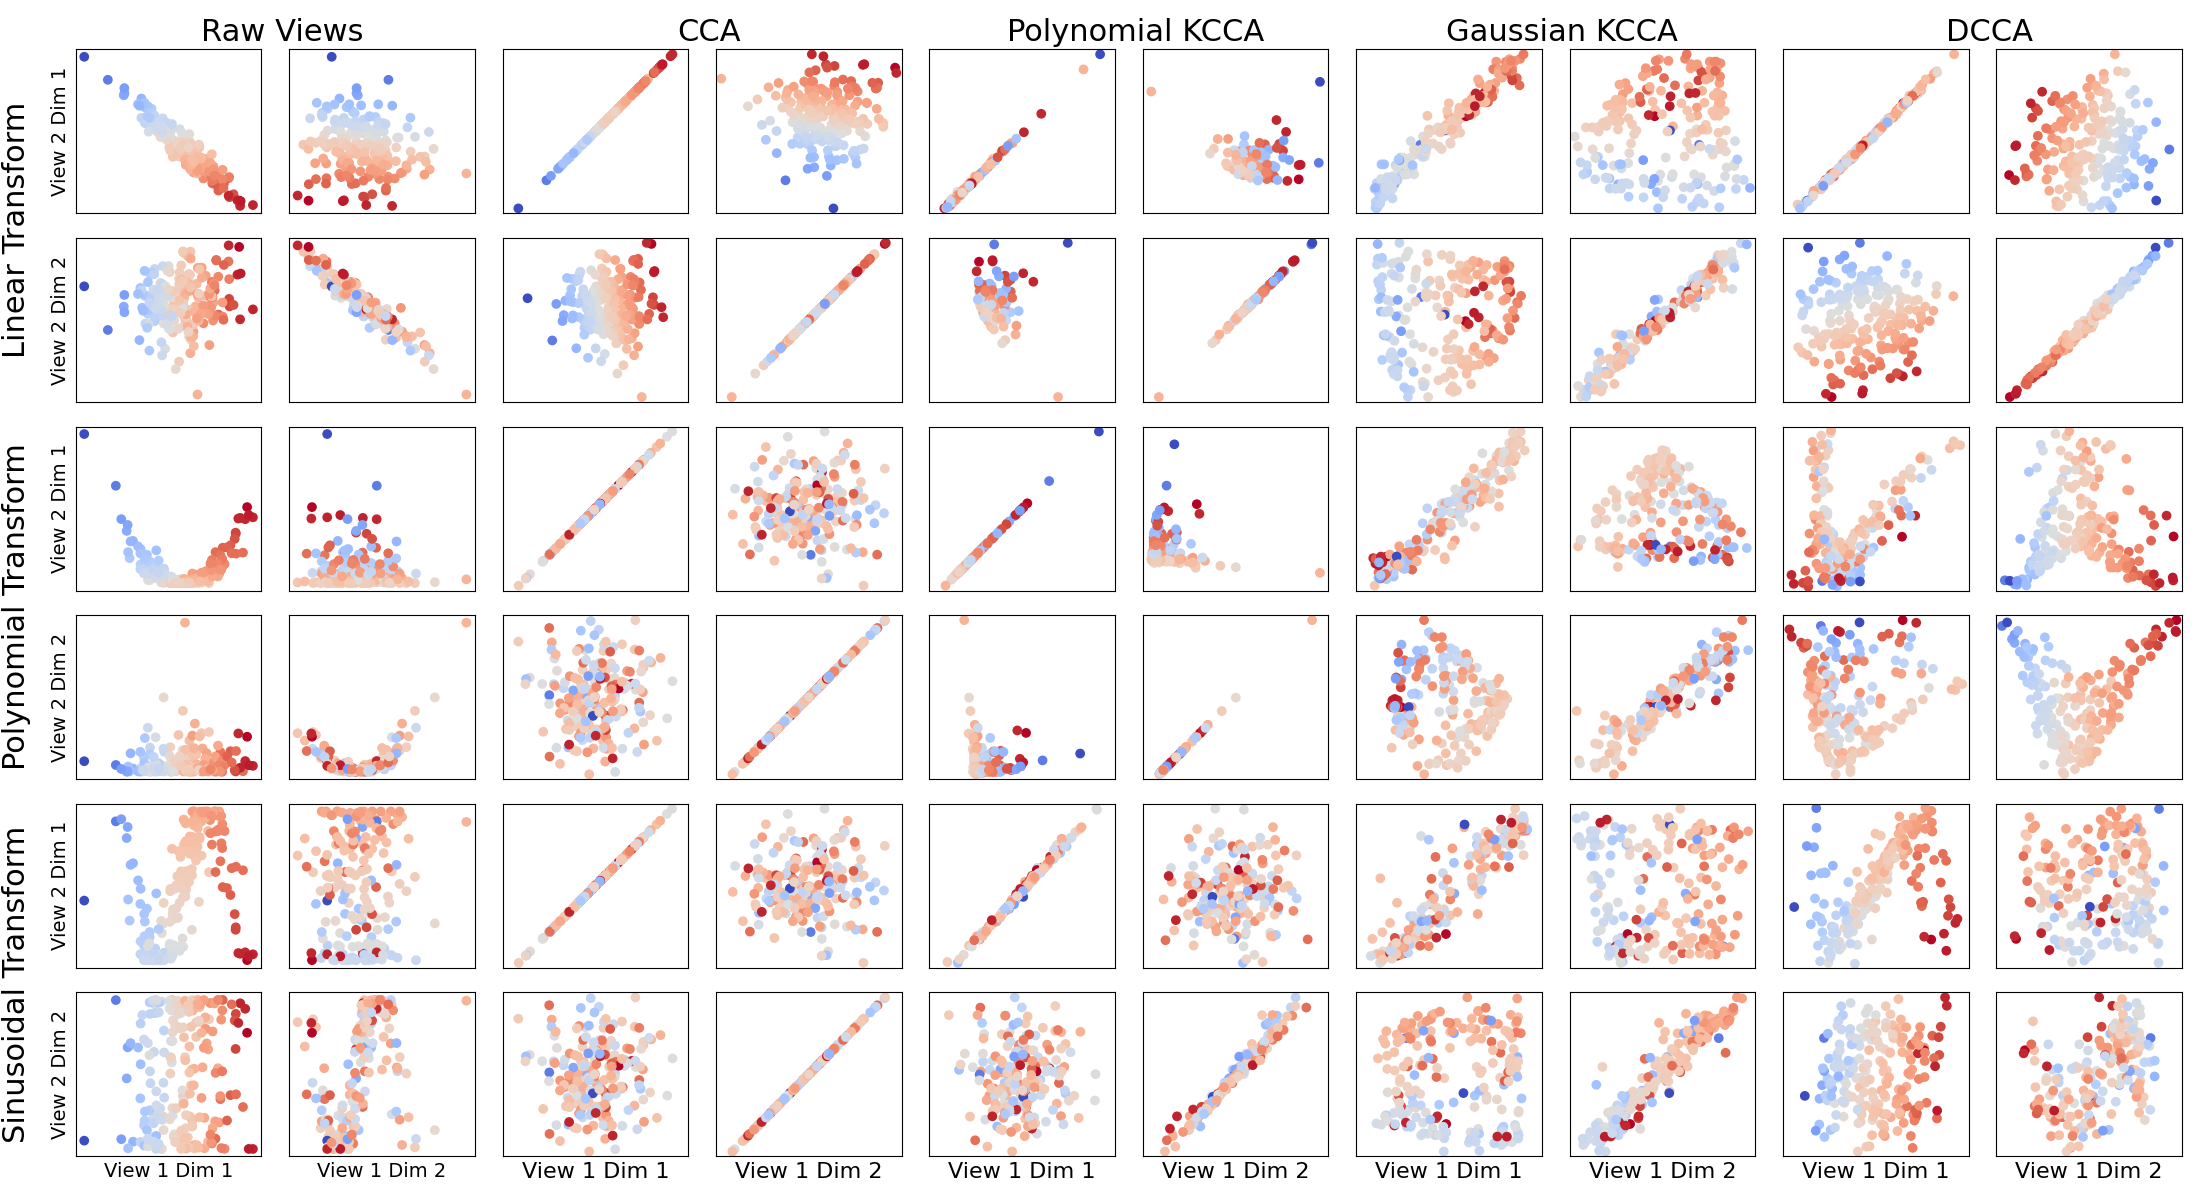 Raw Views
CCA
Polynomial KCCA
Gaussian KCCA
DCCA
Linear Transform
View 2 Dim 1
View 2 Dim 2
Polynomial Transform
View 2 Dim 1
View 2 Dim 2
Sinusoidal Transform
View 2 Dim 1
View 2 Dim 2
View 1 Dim 1
View 1 Dim 2
View 1 Dim 1
View 1 Dim 2
View 1 Dim 1
View 1 Dim 2
View 1 Dim 1
View 1 Dim 2
View 1 Dim 1
View 1 Dim 2